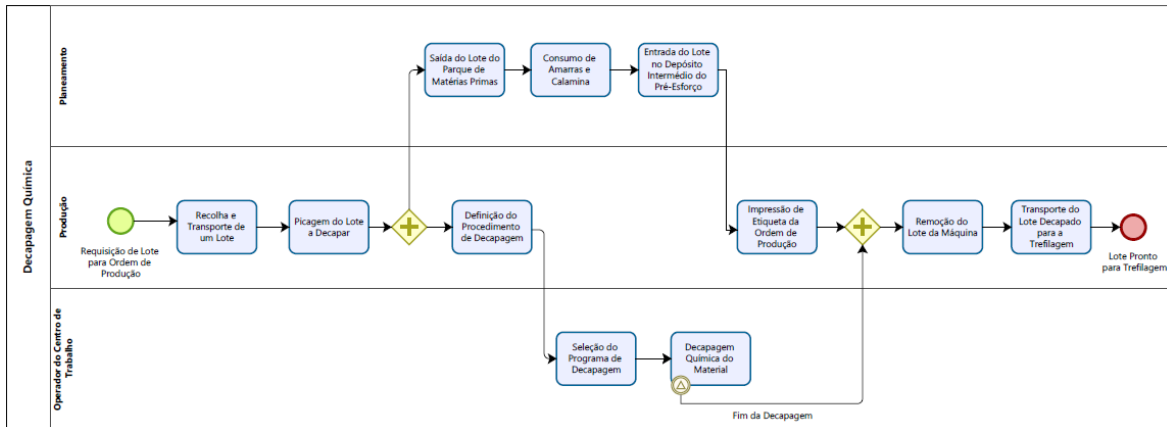 Decapagem Química
Planeamento
Saída do Lote do
Parque de
Matérias Primas
Consumo de
Amarras e
Calamina
Entrada do Lote
no Depósito
Intermédio do
Pré-Esforço
Produção
Requisição de Lote
para Ordem de
Produção
Recolha e
Transporte de
um Lote
Picagem do Lote
a Decapar
Definição do
Procedimento
de Decapagem
Impressão de
Etiqueta da
Ordem de
Produção
Remoção do
Lote da Máquina
Transporte do
Lote Decapado
para a
Trefilagem
Lote Pronto
para Trefilagem
Operador do Centro de
Trabalho
Seleção do
Programa de
Decapagem
Decapagem
Química do
Material
Fim da Decapagem